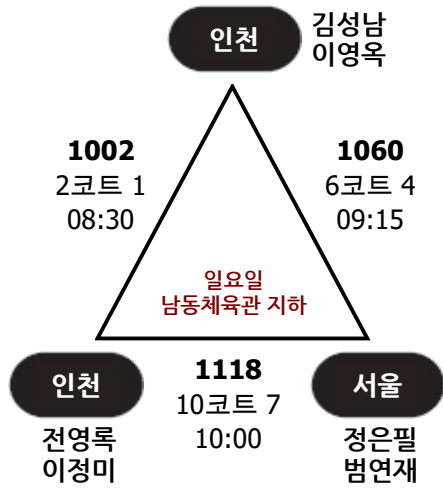 인천
김성남
이영옥
1002
2코트 1
08:30
1060
6코트 4
09:15
일요일
남동체육관 지하
인천
전영록
이정미
1118
10코트 7
10:00
서울
정은필
범연재